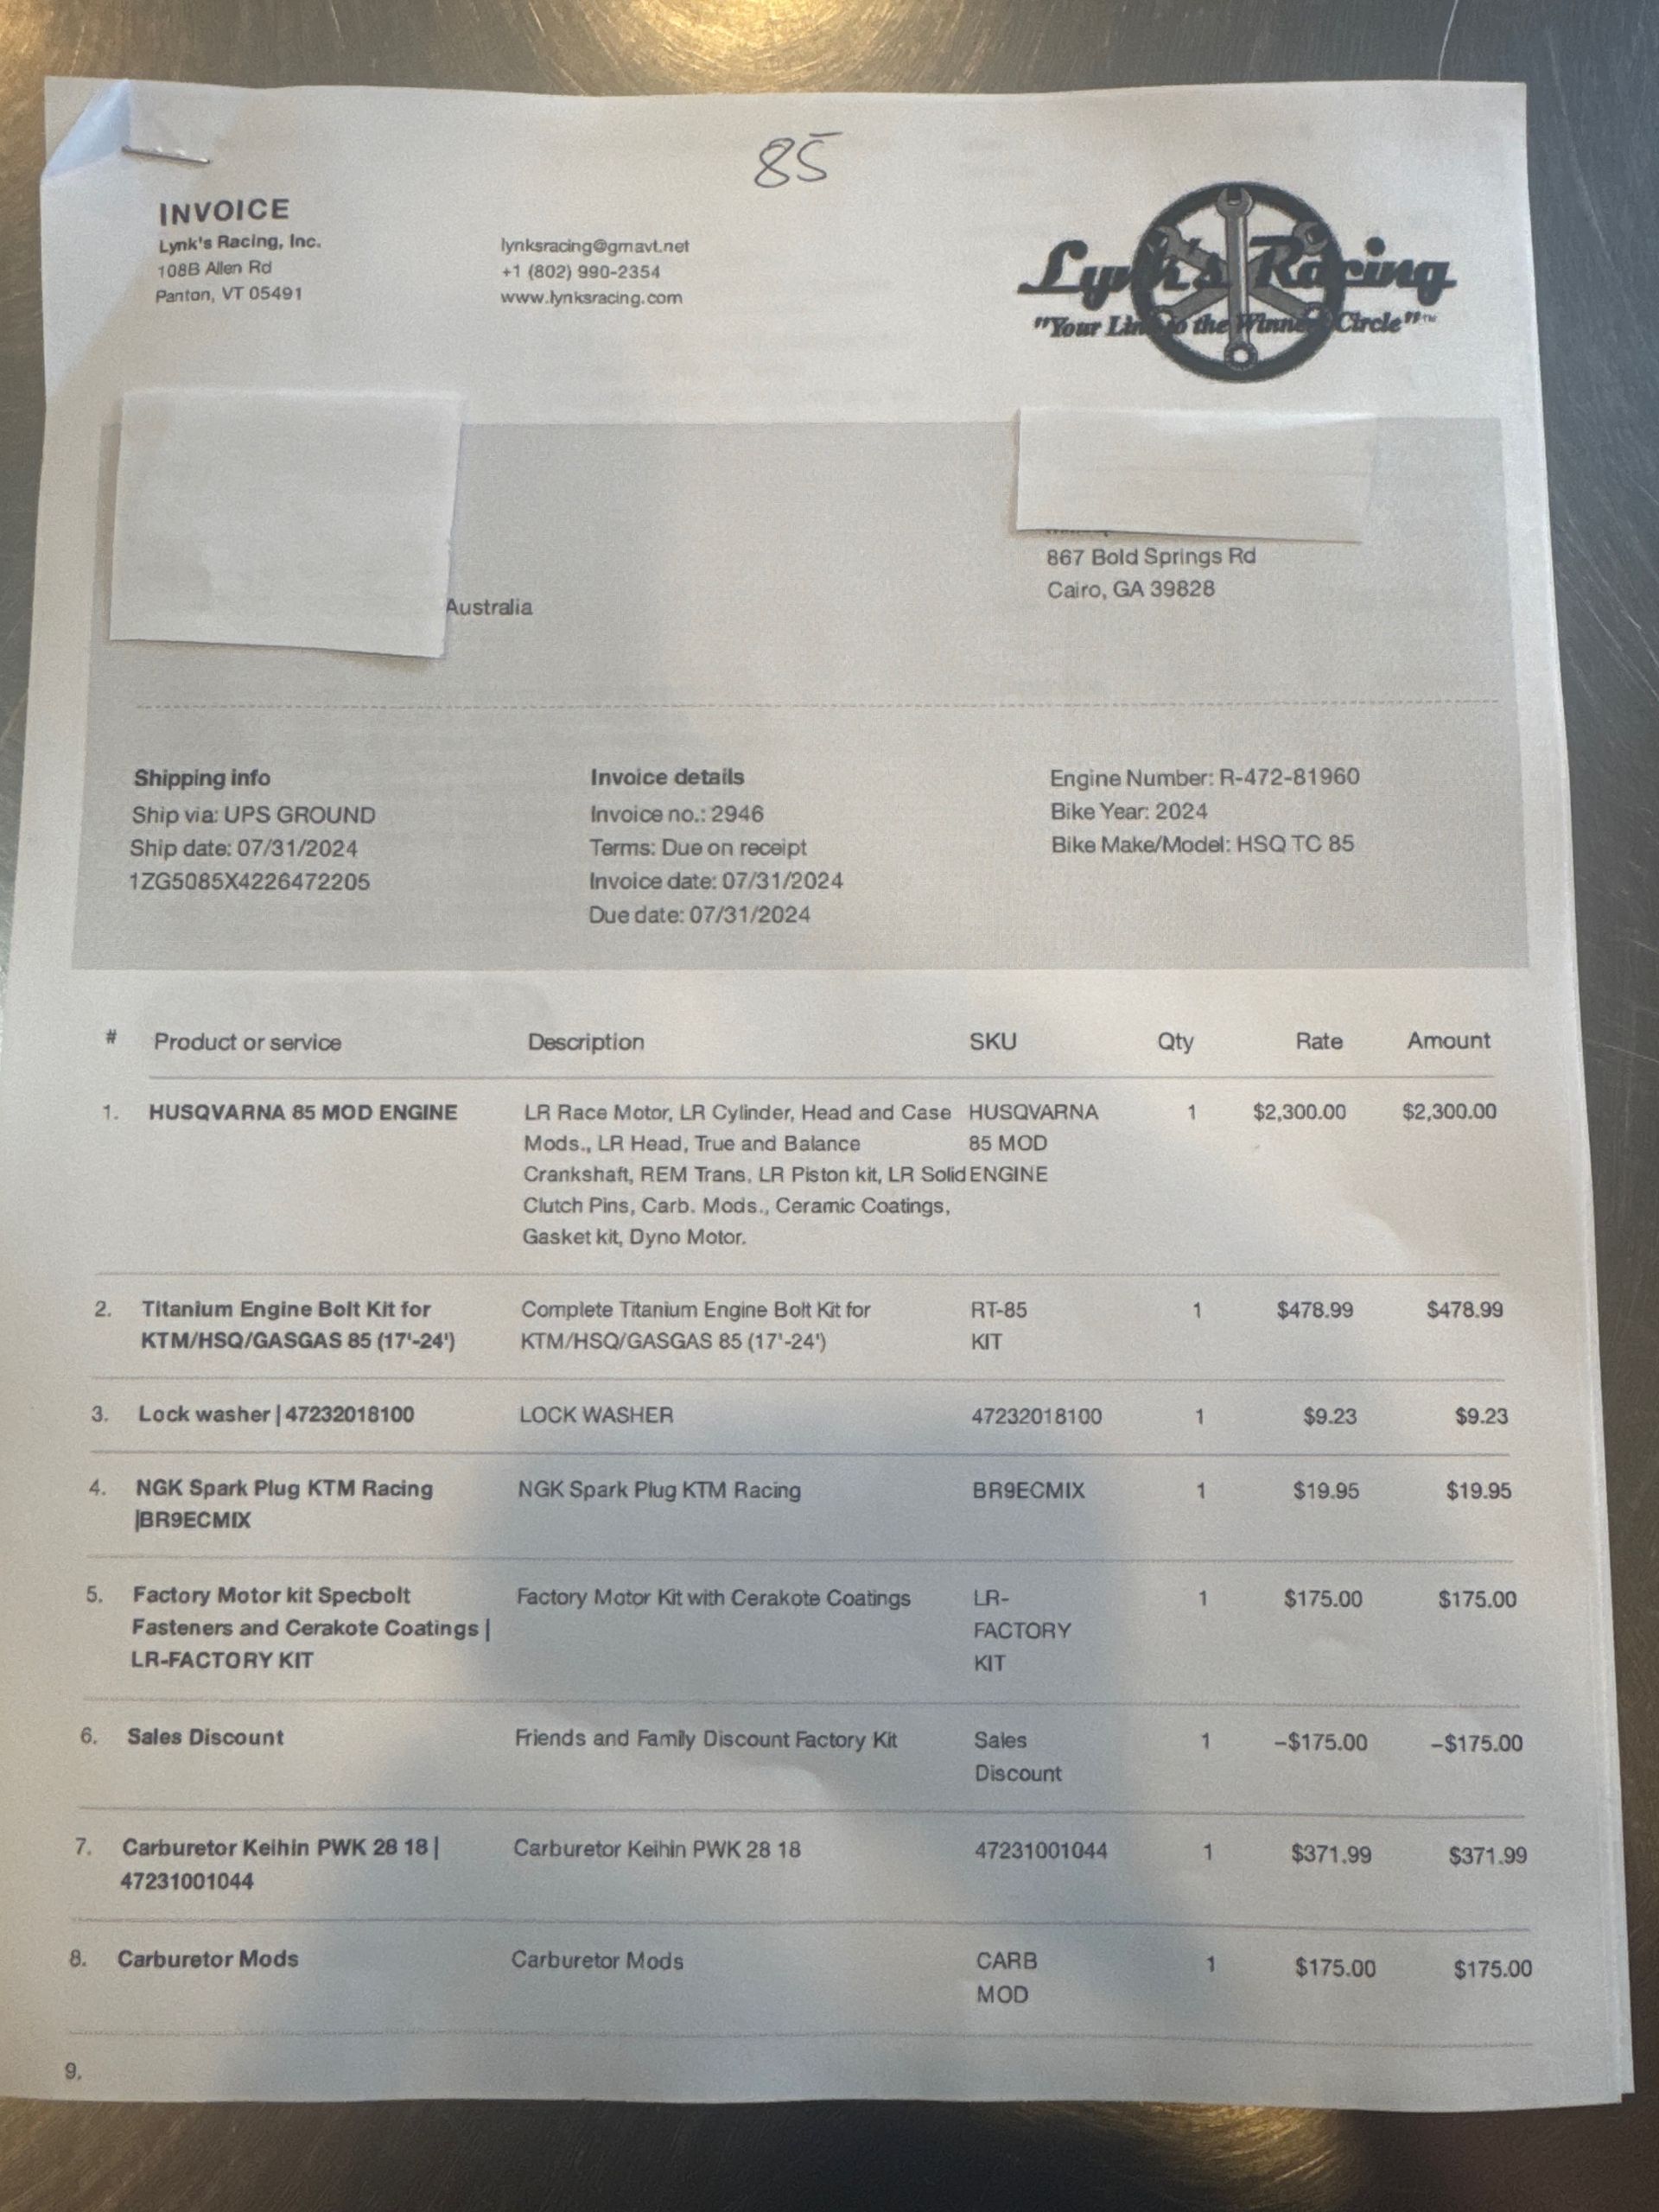 85
INVOICE
Lynk's Racing, Inc.
108B Allen Rd
Panton, VT 05491
lynksracing@gmavt.net
+1 (802) 990-2354
www.lynksracing.com
Lynk's Racing
"Your Link to the Winners Circle"™
Australia
867 Bold Springs Rd
Cairo, GA 39828
Shipping info
Ship via: UPS GROUND
Ship date: 07/31/2024
1ZG5085X4226472205
Invoice details
Invoice no.: 2946
Terms: Due on receipt
Invoice date: 07/31/2024
Due date: 07/31/2024
Engine Number: R-472-81960
Bike Year: 2024
Bike Make/Model: HSQ TC 85
# Product or service Description SKU Qty Rate Amount
1. HUSQVARNA 85 MOD ENGINE LR Race Motor, LR Cylinder, Head and Case HUSQVARNA 1 $2,300.00 $2,300.00
Mods., LR Head, True and Balance 85 MOD
Crankshaft, REM Trans, LR Piston kit, LR Solid ENGINE
Clutch Pins, Carb. Mods., Ceramic Coatings,
Gasket kit, Dyno Motor.
2. Titanium Engine Bolt Kit for Complete Titanium Engine Bolt Kit for RT-85 1 $478.99 $478.99
KTM/HSQ/GASGAS 85 (17'-24') KTM/HSQ/GASGAS 85 (17'-24') KIT
3. Lock washer | 47232018100 LOCK WASHER 47232018100 1 $9.23 $9.23
4. NGK Spark Plug KTM Racing NGK Spark Plug KTM Racing BR9ECMIX 1 $19.95 $19.95
|BR9ECMIX
5. Factory Motor kit Specbolt Factory Motor Kit with Cerakote Coatings LR- 1 $175.00 $175.00
Fasteners and Cerakote Coatings | FACTORY
LR-FACTORY KIT KIT
6. Sales Discount Friends and Family Discount Factory Kit Sales 1 -$175.00 -$175.00
Discount
7. Carburetor Keihin PWK 28 18 | Carburetor Keihin PWK 28 18 47231001044 1 $371.99 $371.99
47231001044
8. Carburetor Mods Carburetor Mods CARB 1 $175.00 $175.00
MOD
9.